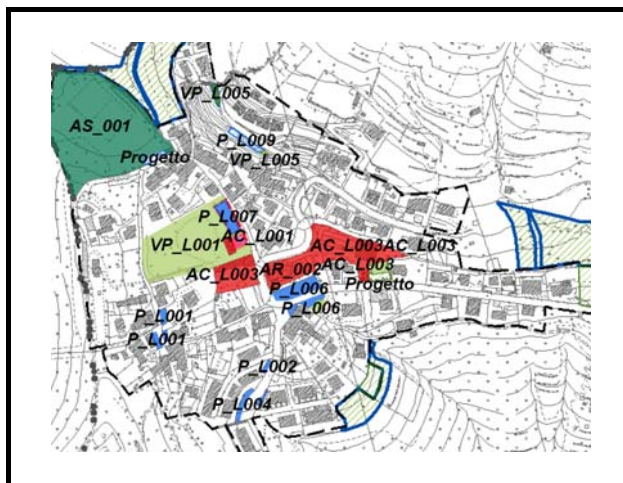 VP_L005
AS_001
P_L009
Progetto
VP_L005
P_L007
AC_L001
VP_L001
AC_L003AC_L003
AC_L003
AR_002
AC_L003
Progetto
P_L006
P_L006
P_L001
P_L001
P_L002
P_L004